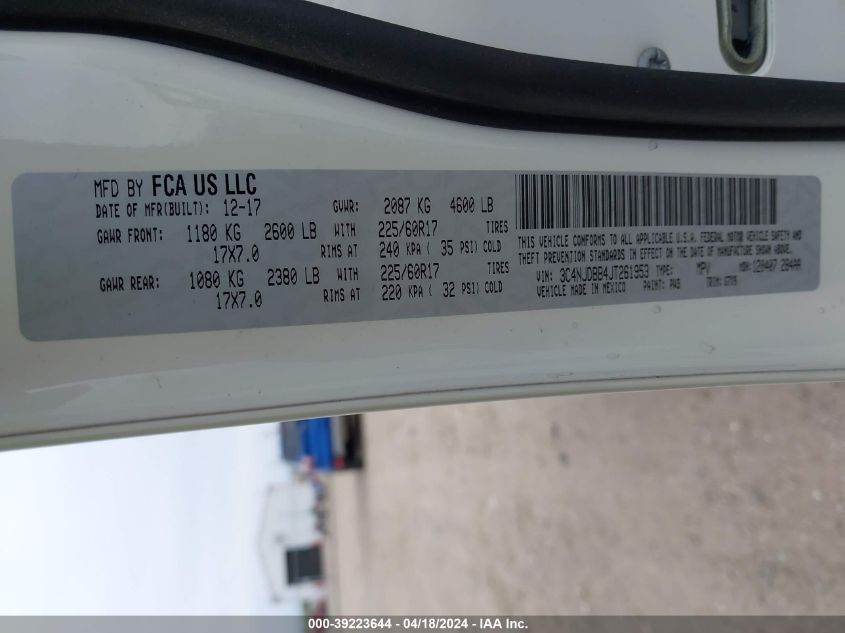 MFD BY FCA US LLC
DATE OF MFR(BUILT): 12-17 GVWR: 2087 KG 4600 LB
GAWR FRONT: 1180 KG 2600 LB WITH 225/60R17 TIRES
17X7.0 RIMS AT 240 KPA ( 35 PSI) COLD
GAWR REAR: 1080 KG 2380 LB WITH 225/60R17 TIRES
17X7.0 RIMS AT 220 KPA ( 32 PSI) COLD
THIS VEHICLE CONFORMS TO ALL APPLICABLE U.S.A. FEDERAL MOTOR VEHICLE SAFETY AND
THEFT PREVENTION STANDARDS IN EFFECT ON THE DATE OF MANUFACTURE SHOWN ABOVE.
VIN: 3C4NJDBB4JT261953 TYPE: MPV MDH:
VEHICLE MADE IN MEXICO PAINT: PW3 TRIM:
000-39223644 / 04/18/2024 - IAA Inc.